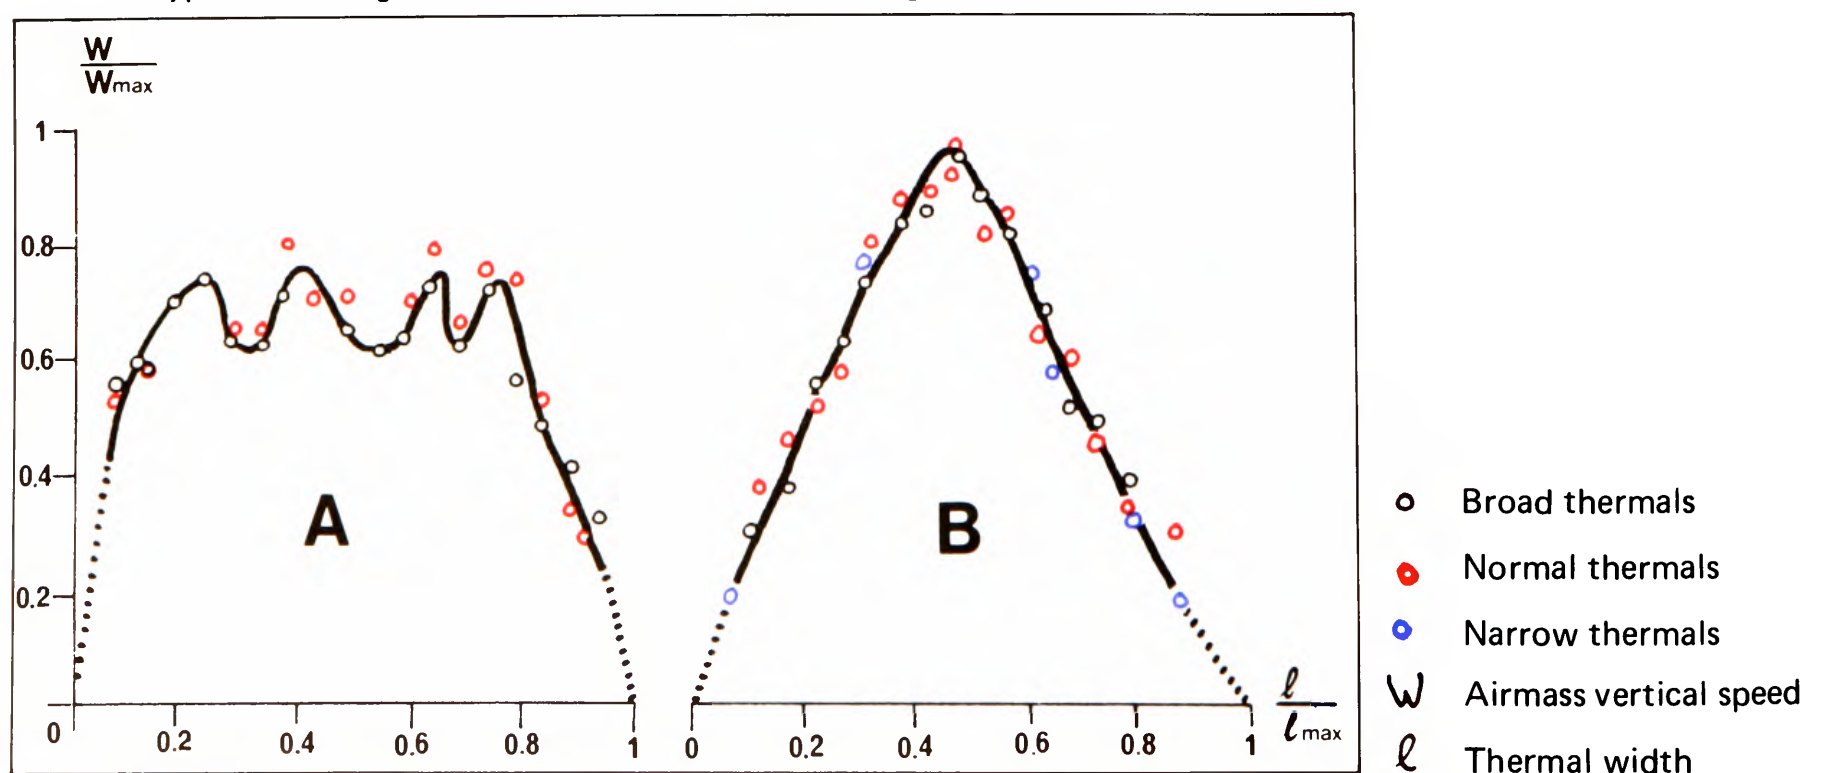 W
Wmax
1
0.8
0.6
0.4
0.2
0
A
B
0.2 0.4 0.6 0.8 1
0 0.2 0.4 0.6 0.8 1
l
l max
Broad thermals
Normal thermals
Narrow thermals
W Airmass vertical speed
l Thermal width